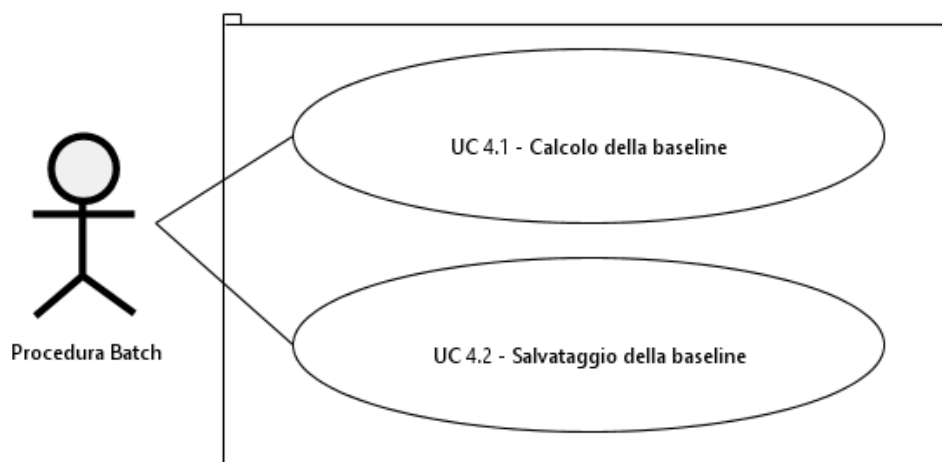 UC 4.1 - Calcolo della baseline
Procedura Batch
UC 4.2 - Salvataggio della baseline